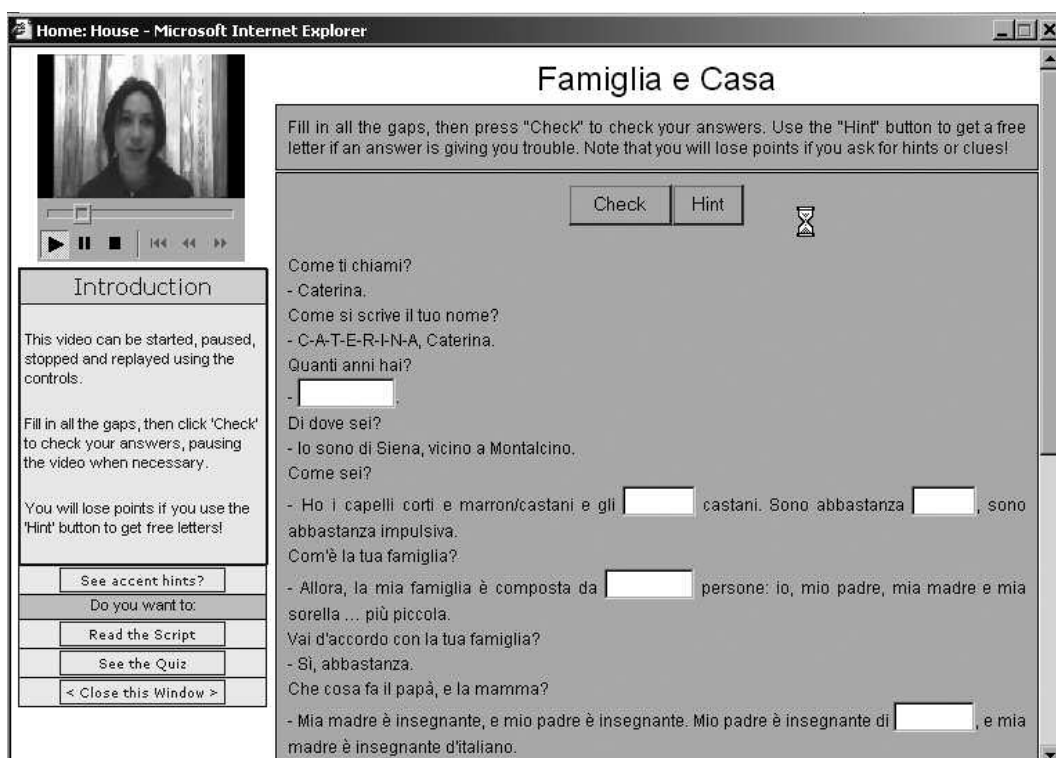 Home: House - Microsoft Internet Explorer
Famiglia e Casa
Fill in all the gaps, then press "Check" to check your answers. Use the "Hint" button to get a free
letter if an answer is giving you trouble. Note that you will lose points if you ask for hints or clues!
Check Hint
Introduction
This video can be started, paused,
stopped and replayed using the
controls.
Fill in all the gaps, then click 'Check'
to check your answers, pausing
the video when necessary.
You will lose points if you use the
'Hint' button to get free letters!
See accent hints?
Do you want to:
Read the Script
See the Quiz
< Close this Window >
Come ti chiami?
- Caterina.
Come si scrive il tuo nome?
- C-A-T-E-R-I-N-A, Caterina.
Quanti anni hai?
- .
Di dove sei?
- Io sono di Siena, vicino a Montalcino.
Come sei?
- Ho i capelli corti e marron/castani e gli castani. Sono abbastanza , sono
abbastanza impulsiva.
Com'è la tua famiglia?
- Allora, la mia famiglia è composta da persone: io, mio padre, mia madre e mia
sorella ... più piccola.
Vai d'accordo con la tua famiglia?
- Sì, abbastanza.
Che cosa fa il papà, e la mamma?
- Mia madre è insegnante, e mio padre è insegnante. Mio padre è insegnante di , e mia
madre è insegnante d'italiano.